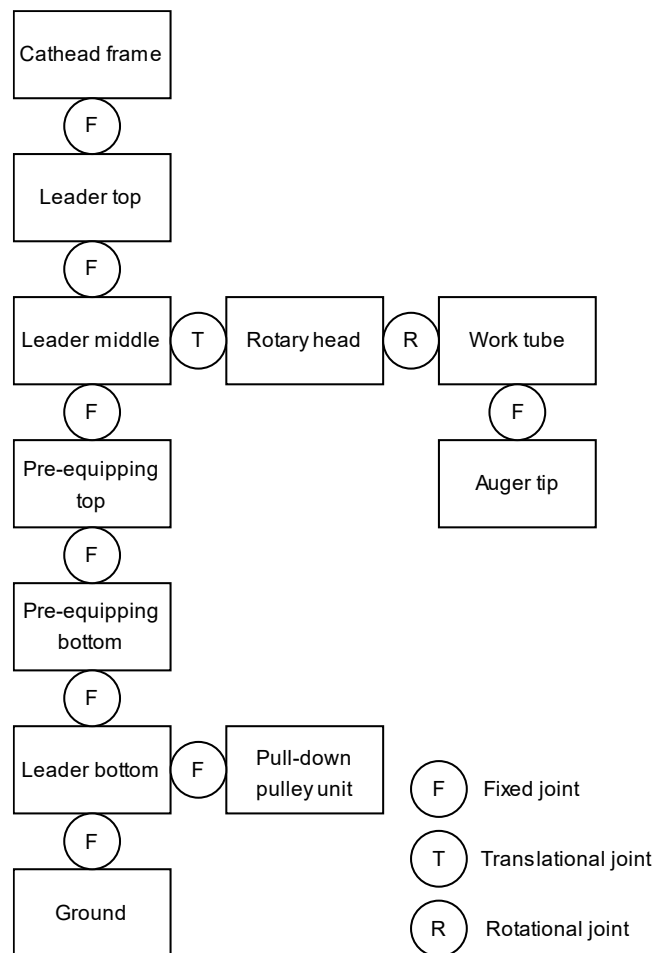 Cathead frame
F
Leader top
F
Leader middle
T
Rotary head
R
Work tube
F
F
Pre-equipping
top
Auger tip
F
Pre-equipping
bottom
F
Leader bottom
F
Pull-down
pulley unit
F
Fixed joint
F
T
Translational joint
Ground
R
Rotational joint